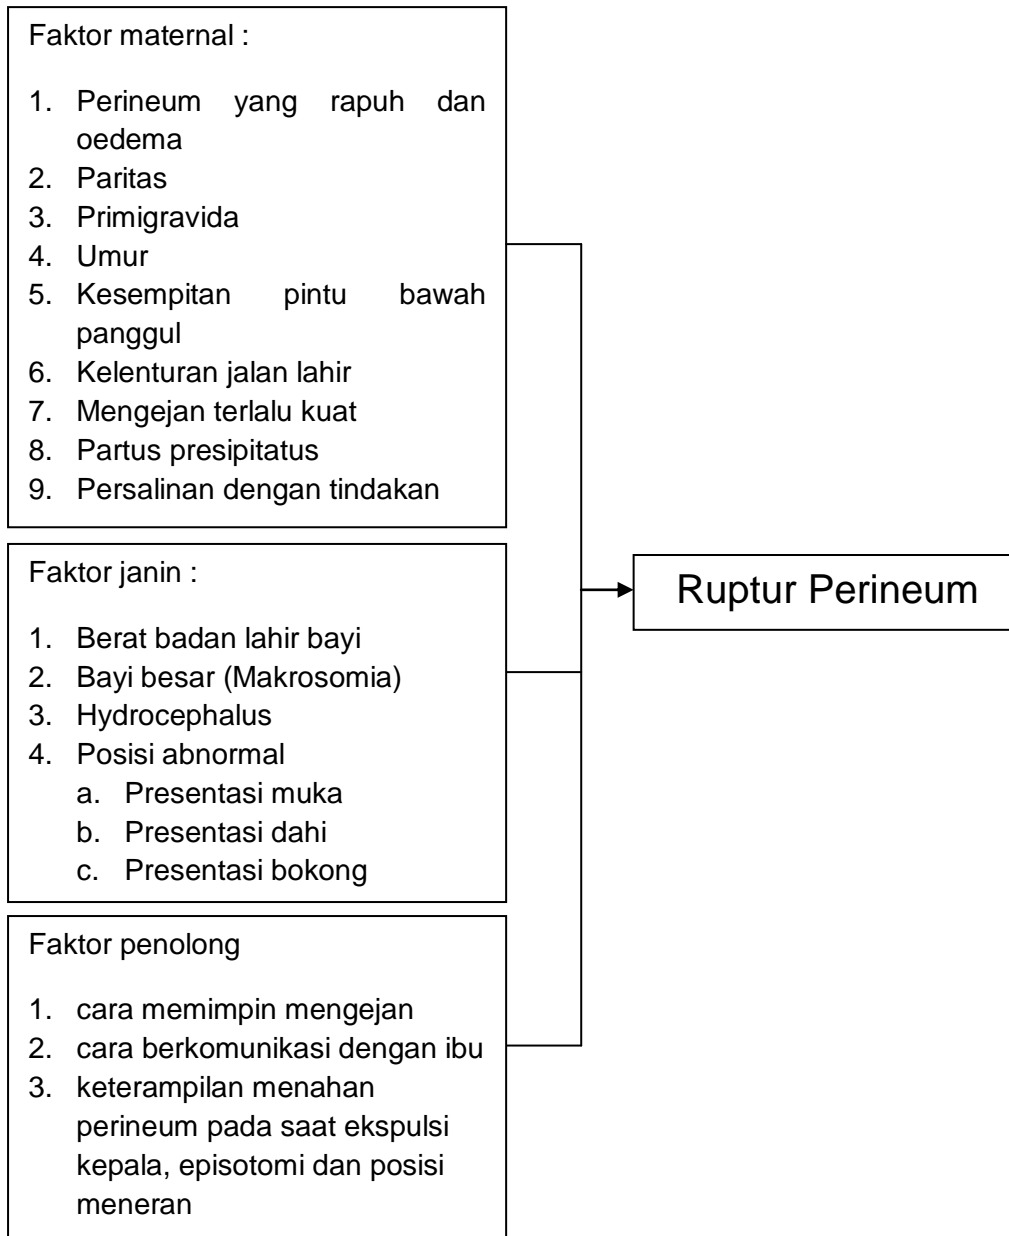 Faktor maternal :
1. Perineum yang rapuh dan
oedema
2. Paritas
3. Primigravida
4. Umur
5. Kesempitan pintu bawah
panggul
6. Kelenturan jalan lahir
7. Mengejan terlalu kuat
8. Partus presipitatus
9. Persalinan dengan tindakan
Faktor janin :
1. Berat badan lahir bayi
2. Bayi besar (Makrosomia)
3. Hydrocephalus
4. Posisi abnormal
a. Presentasi muka
b. Presentasi dahi
c. Presentasi bokong
Faktor penolong
1. cara memimpin mengejan
2. cara berkomunikasi dengan ibu
3. keterampilan menahan
perineum pada saat ekspulsi
kepala, episotomi dan posisi
meneran
Ruptur Perineum